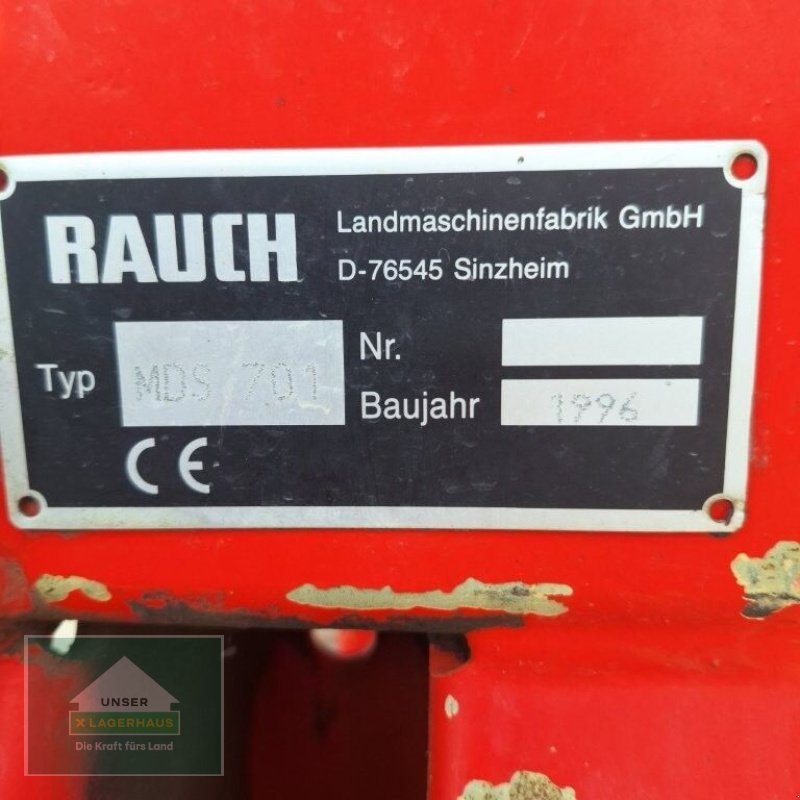 RAUCH
Landmaschinenfabrik GmbH
D-76545 Sinzheim
Typ MDS 701
Nr.
Baujahr 1996
CE
UNSER
X LAGERHAUS
Die Kraft fürs Land